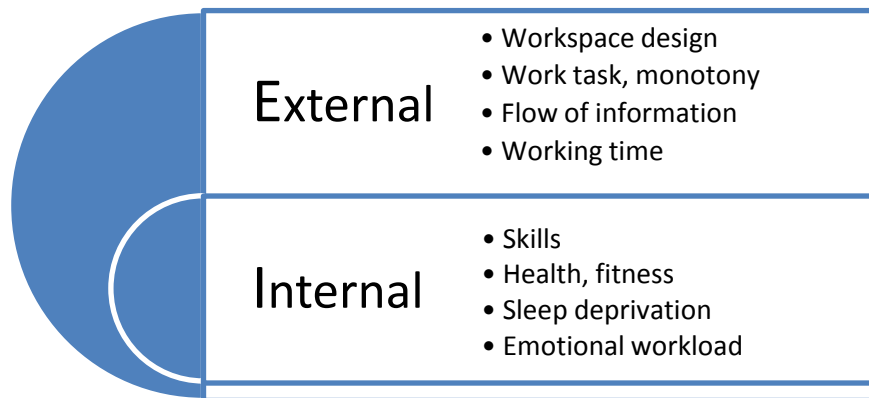 External
• Workspace design
• Work task, monotony
• Flow of information
• Working time
Internal
• Skills
• Health, fitness
• Sleep deprivation
• Emotional workload